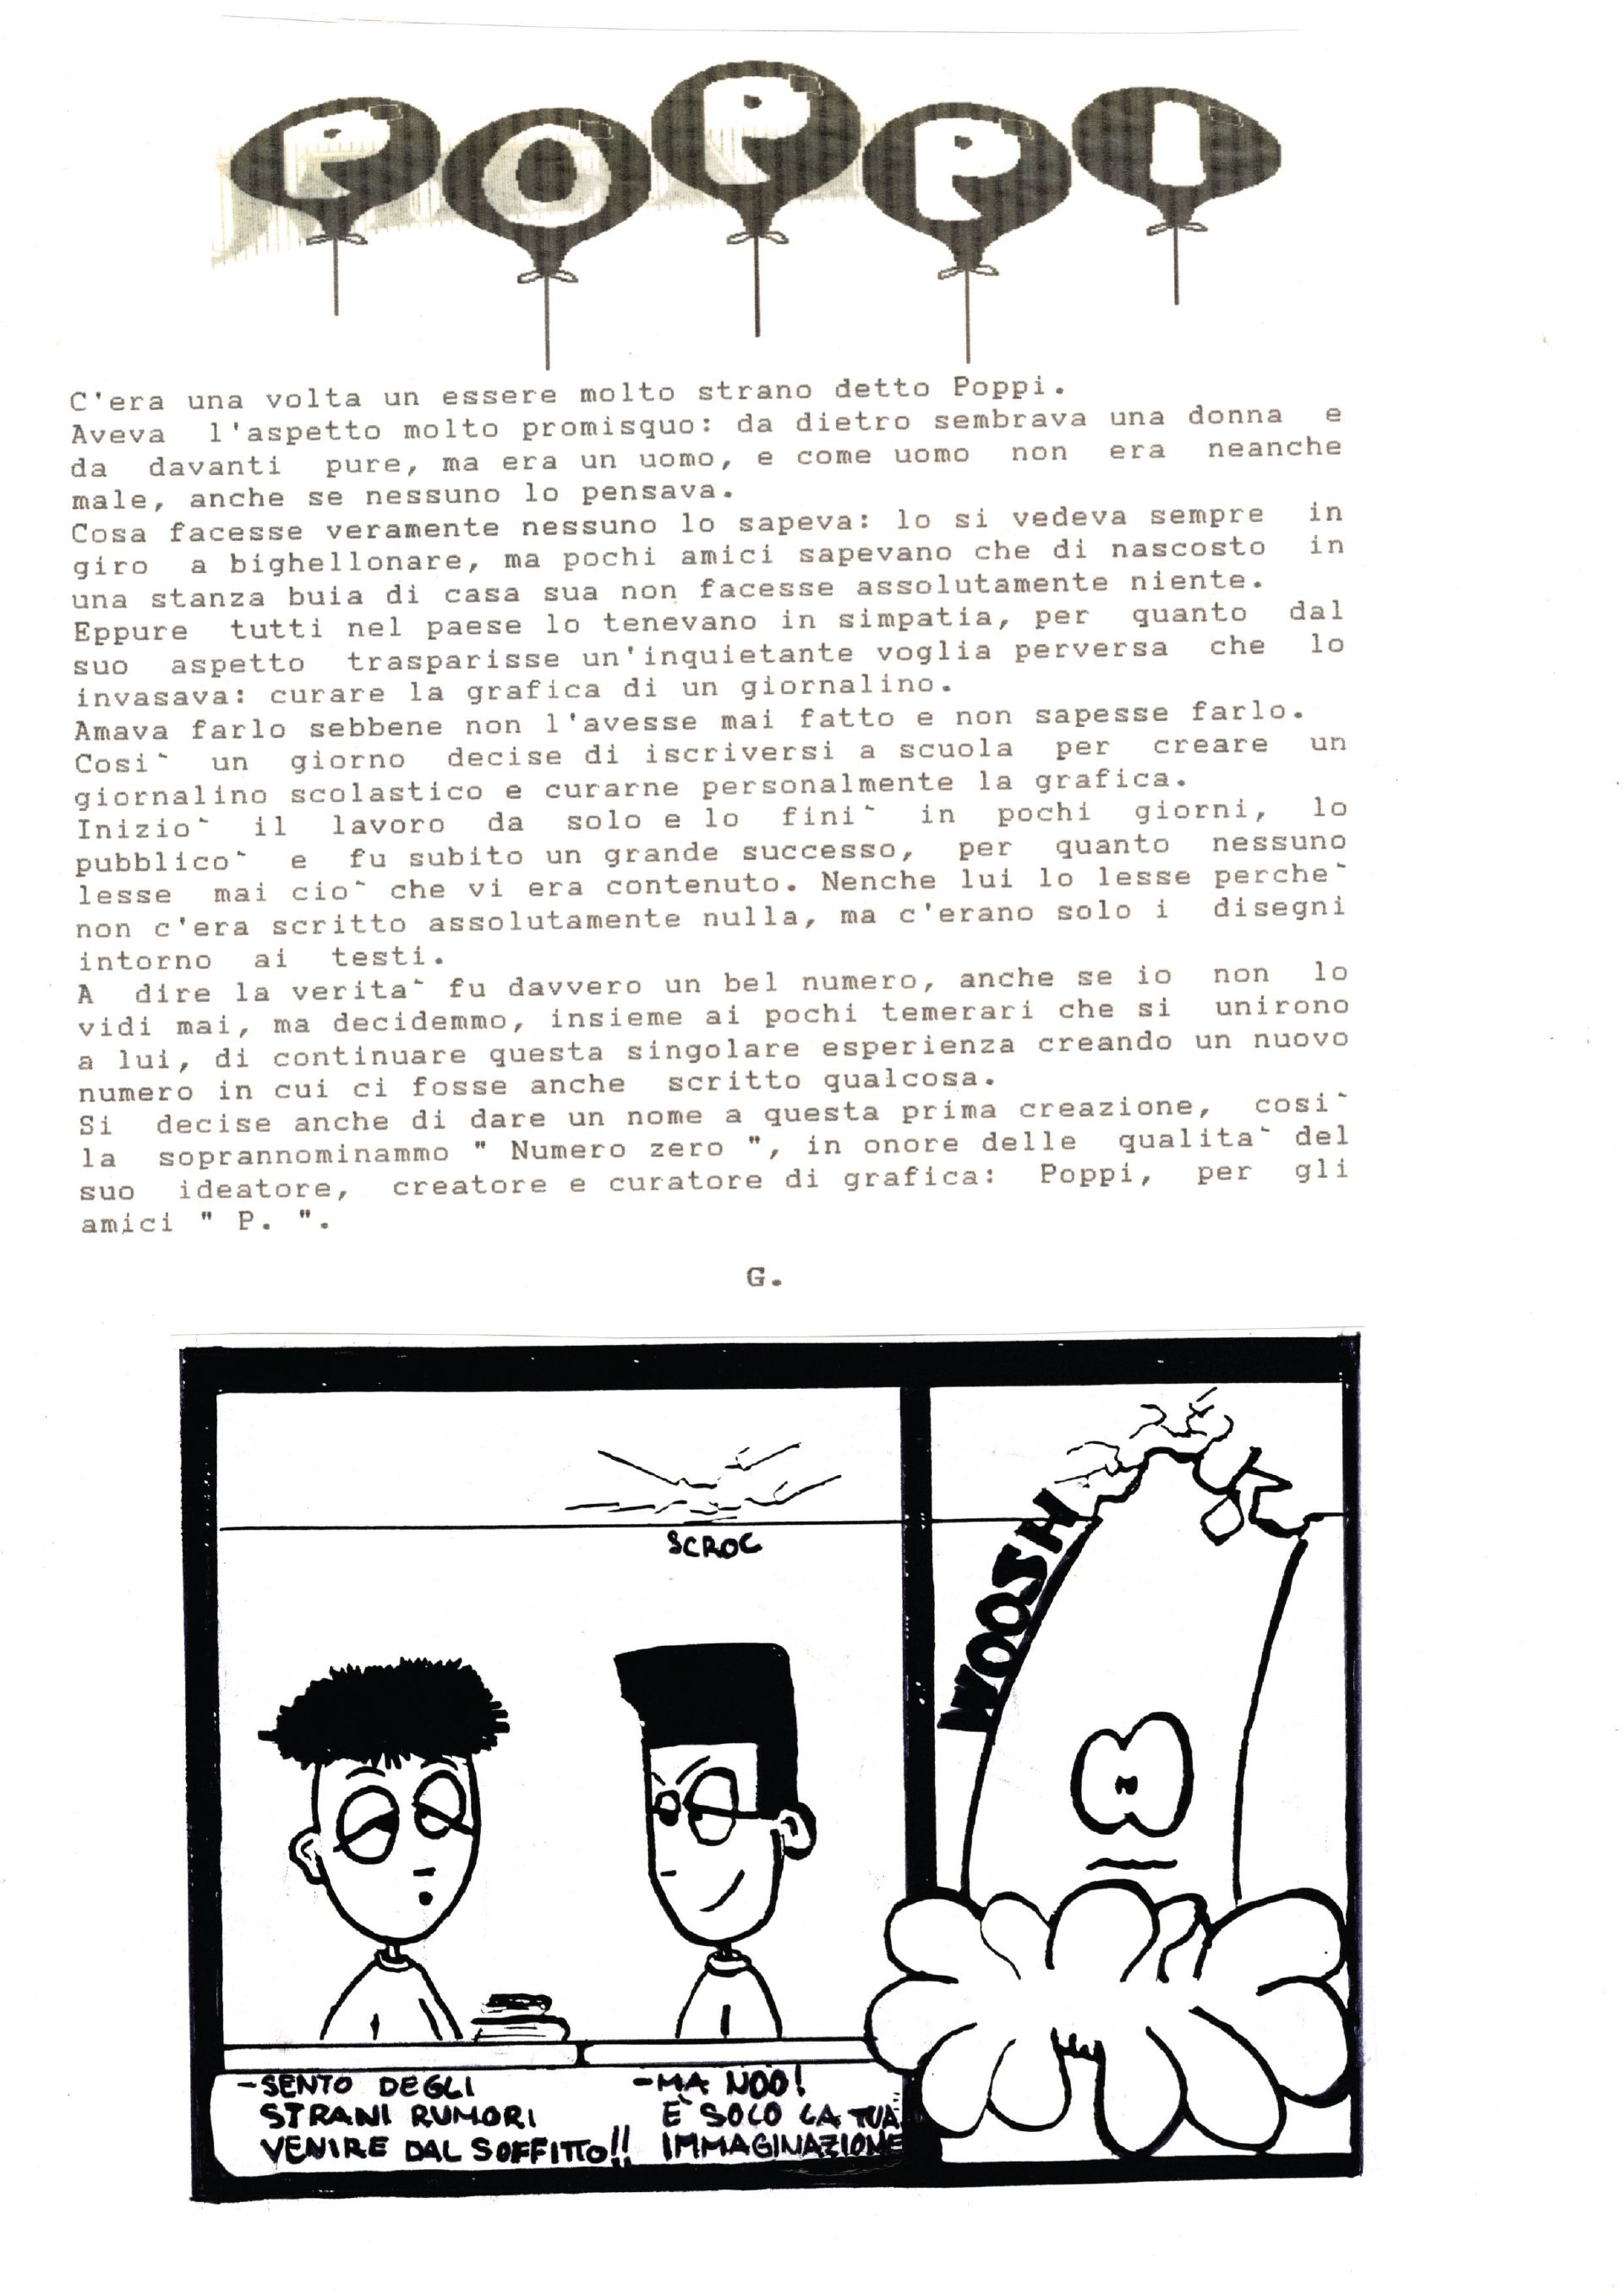 POPPI
C'era una volta un essere molto strano detto Poppi.
Aveva l'aspetto molto promisquo: da dietro sembrava una donna e
da davanti pure, ma era un uomo, e come uomo non era neanche
male, anche se nessuno lo pensava.
Cosa facesse veramente nessuno lo sapeva: lo si vedeva sempre in
giro a bighellonare, ma pochi amici sapevano che di nascosto in
una stanza buia di casa sua non facesse assolutamente niente.
Eppure tutti nel paese lo tenevano in simpatia, per quanto dal
suo aspetto trasparisse un'inquietante voglia perversa che lo
invasava: curare la grafica di un giornalino.
Amava farlo sebbene non l'avesse mai fatto e non sapesse farlo.
Cosi` un giorno decise di iscriversi a scuola per creare un
giornalino scolastico e curarne personalmente la grafica.
Inizio` il lavoro da solo e lo fini` in pochi giorni, lo
pubblico` e fu subito un grande successo, per quanto nessuno
lesse mai cio` che vi era contenuto. Nenche lui lo lesse perche`
non c'era scritto assolutamente nulla, ma c'erano solo i disegni
intorno ai testi.
A dire la verita` fu davvero un bel numero, anche se io non lo
vidi mai, ma decidemmo, insieme ai pochi temerari che si unirono
a lui, di continuare questa singolare esperienza creando un nuovo
numero in cui ci fosse anche scritto qualcosa.
Si decise anche di dare un nome a questa prima creazione, cosi`
la soprannominammo " Numero zero ", in onore delle qualita` del
suo ideatore, creatore e curatore di grafica: Poppi, per gli
amici " P. ".
G.
SCROC
-SENTO DEGLI
STRANI RUMORI
VENIRE DAL SOFFITTO!!
-MA NOO!
È SOLO LA TUA
IMMAGINAZIONE
WOOSH